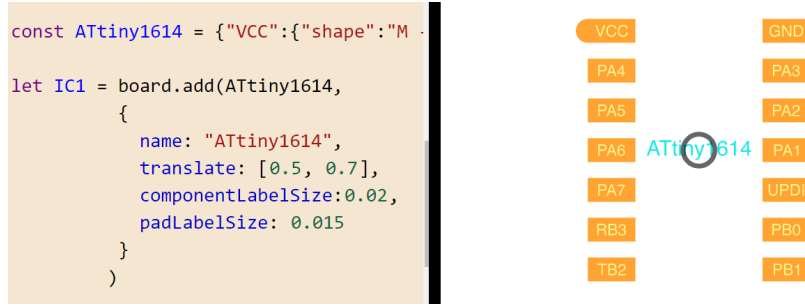 const ATtiny1614 = {"VCC":{"shape":"M -
let IC1 = board.add(ATtiny1614,
{
name: "ATtiny1614",
translate: [0.5, 0.7],
componentLabelSize:0.02,
padLabelSize: 0.015
}
)
VCC GND
PA4 PA3
PA5 PA2
PA6 ATtiny1614 PA1
PA7 UPDI
RB3 PB0
TB2 PB1